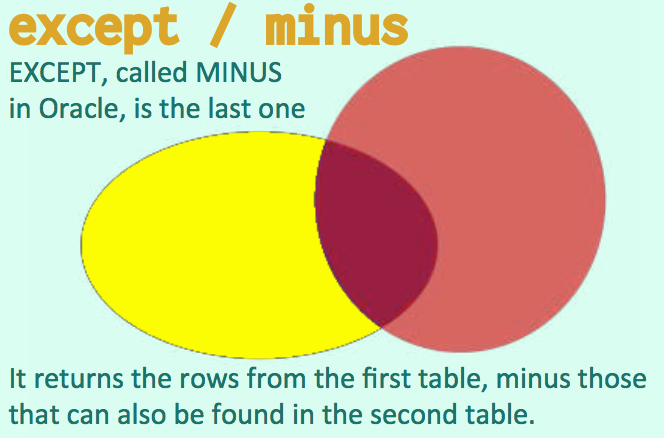 except / minus
EXCEPT, called MINUS
in Oracle, is the last one
It returns the rows from the first table, minus those
that can also be found in the second table.